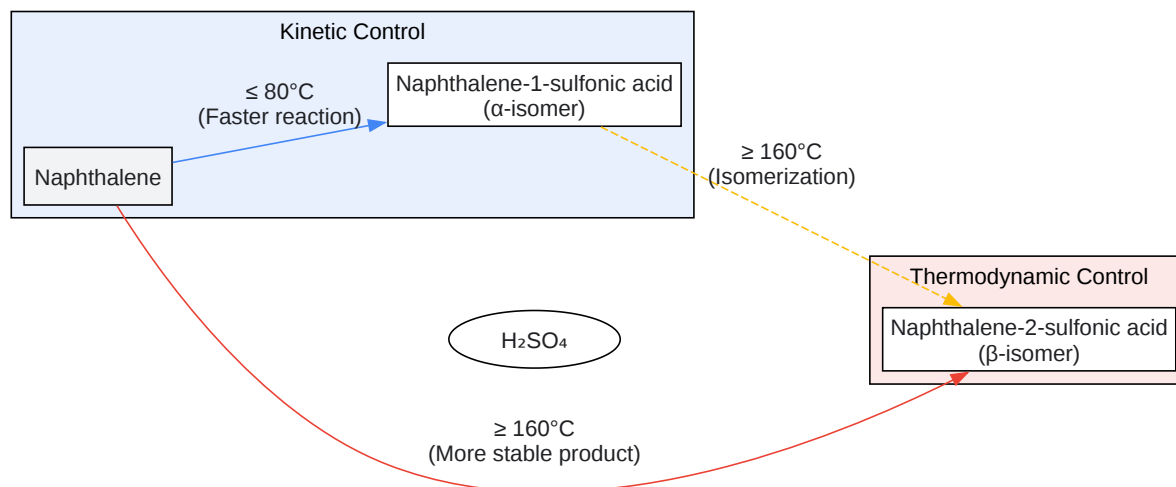 Kinetic Control
Naphthalene-1-sulfonic acid
(α-isomer)
≤ 80°C
(Faster reaction)
Naphthalene
≥ 160°C
(Isomerization)
Thermodynamic Control
Naphthalene-2-sulfonic acid
(β-isomer)
H₂SO₄
≥ 160°C
(More stable product)